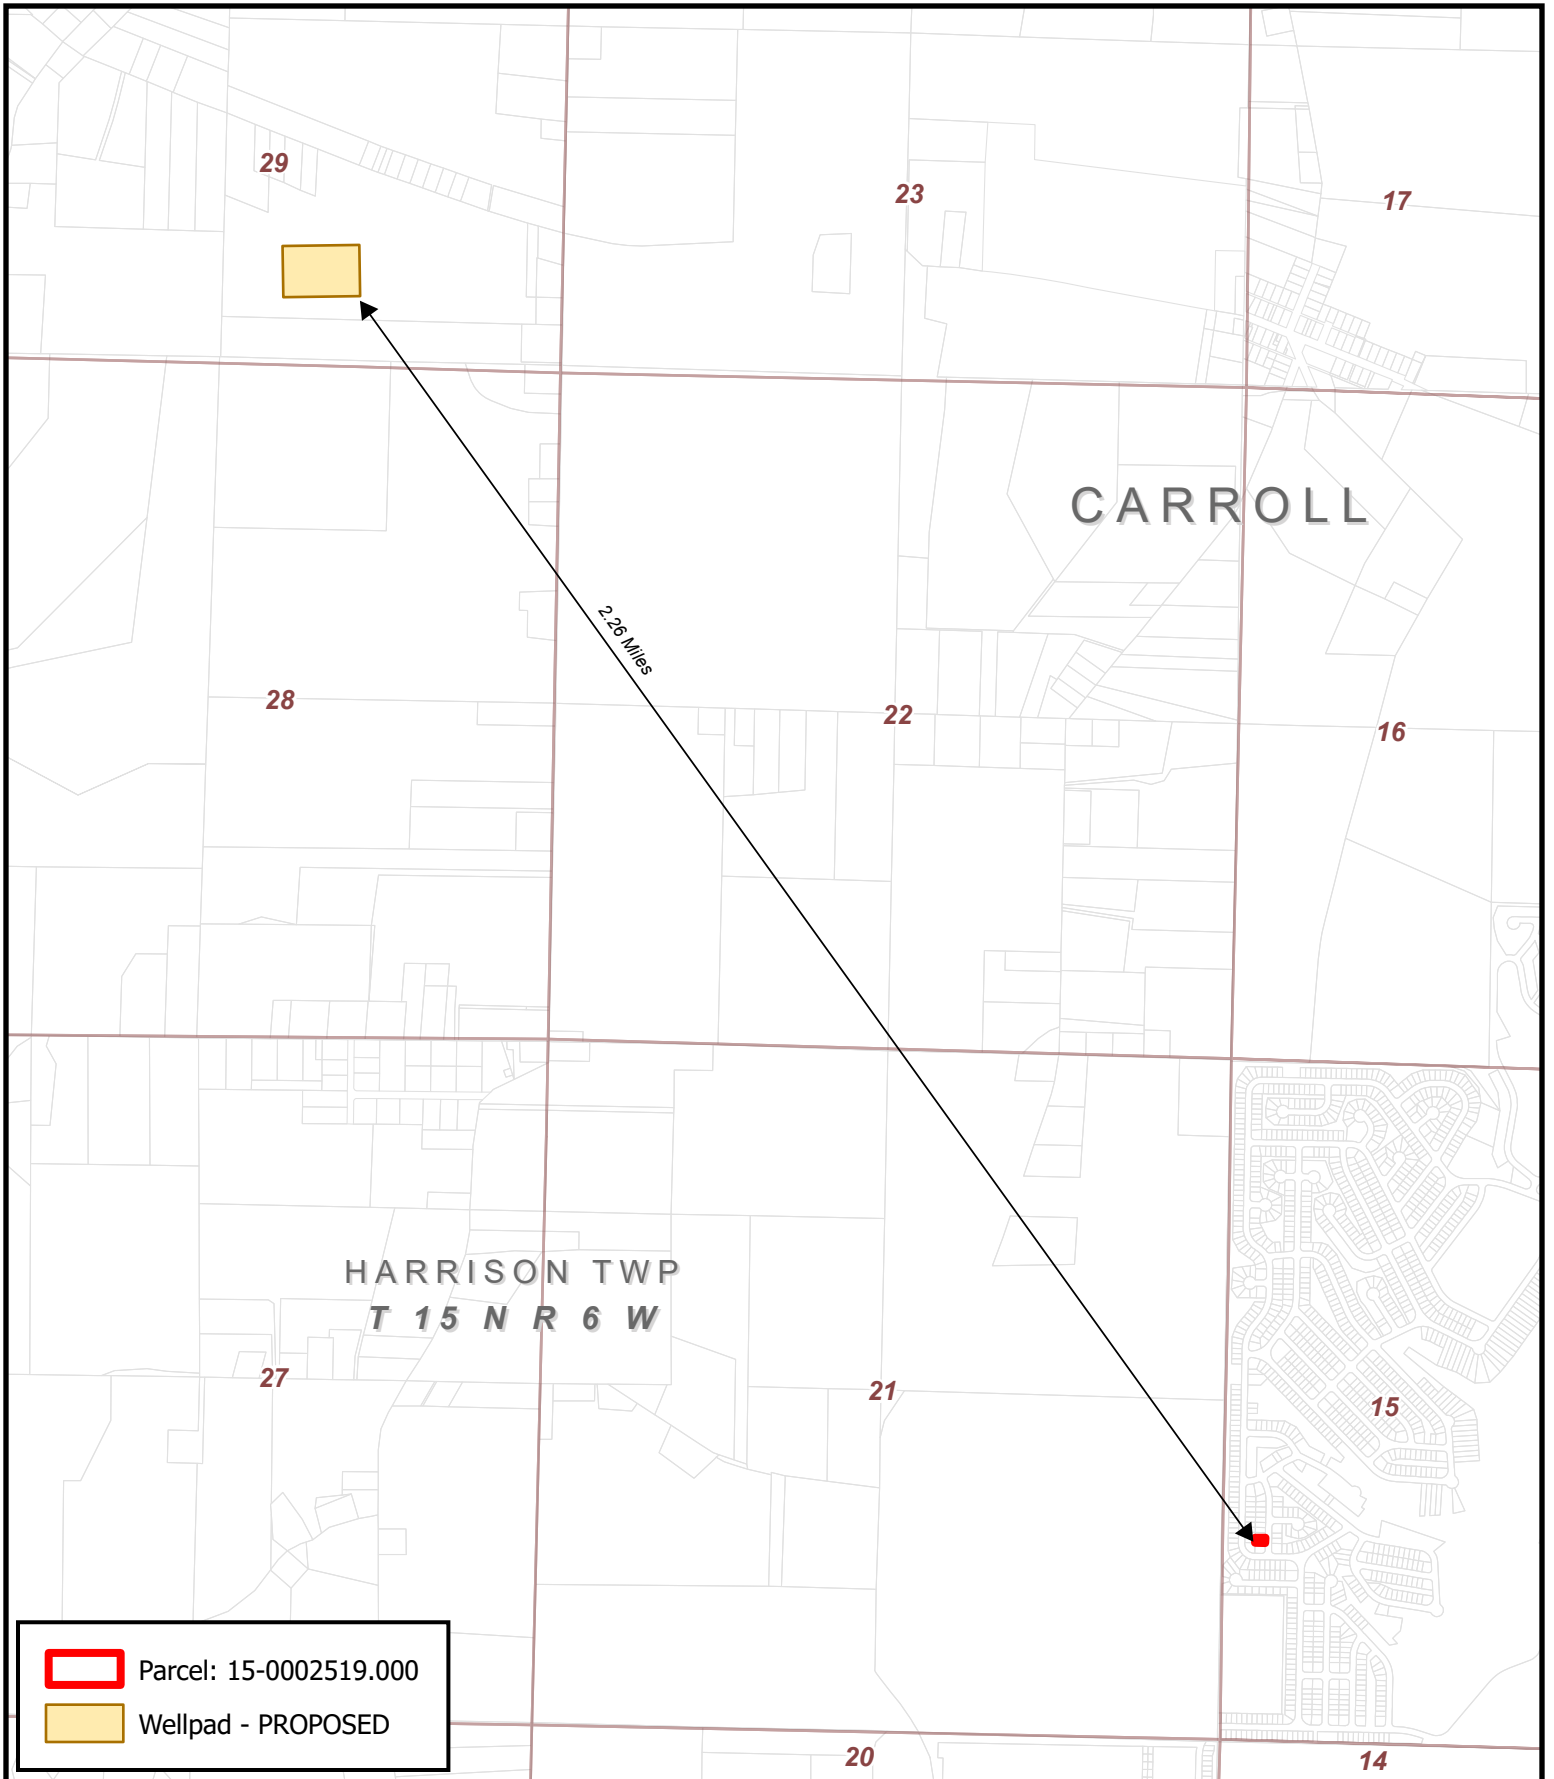 29
23
17
CARROLL
2.26 Miles
28
22
16
HARRISON TWP
T 15 N R 6 W
27
21
15
Parcel: 15-0002519.000
Wellpad - PROPOSED
20
14